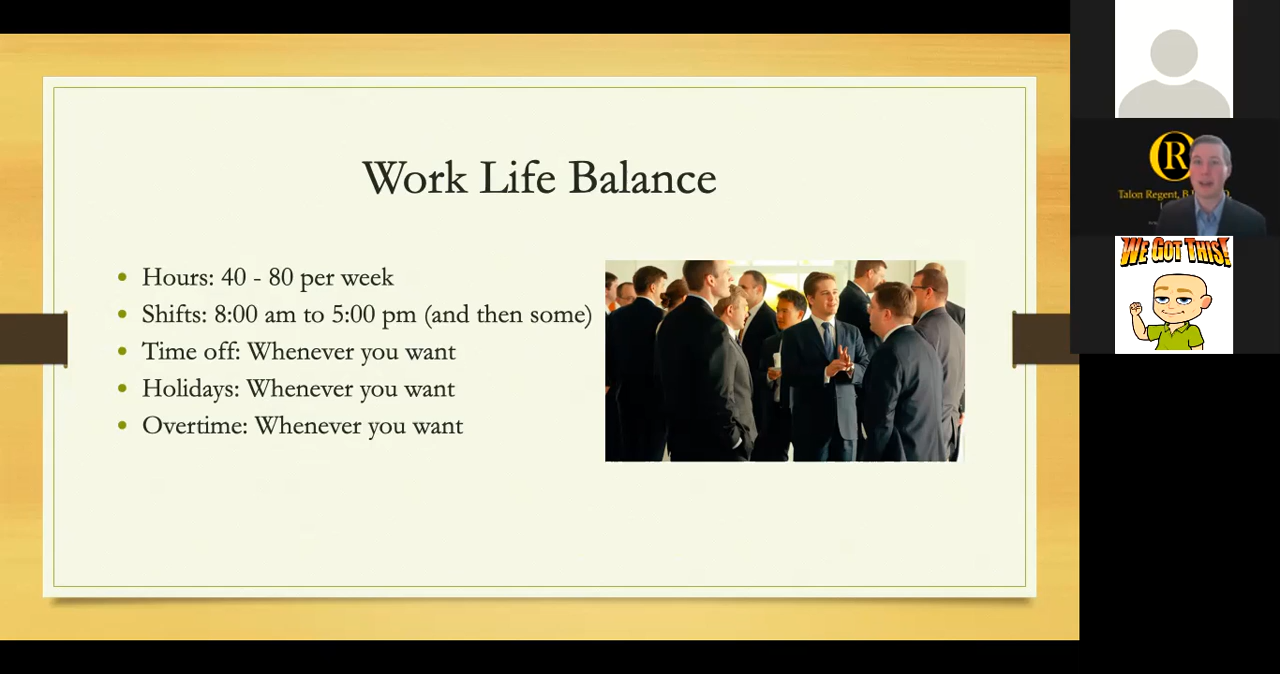 Work Life Balance
Hours: 40 - 80 per week
Shifts: 8:00 am to 5:00 pm (and then some)
Time off: Whenever you want
Holidays: Whenever you want
Overtime: Whenever you want
R
Talon Regent, B.
WE GOT THIS!